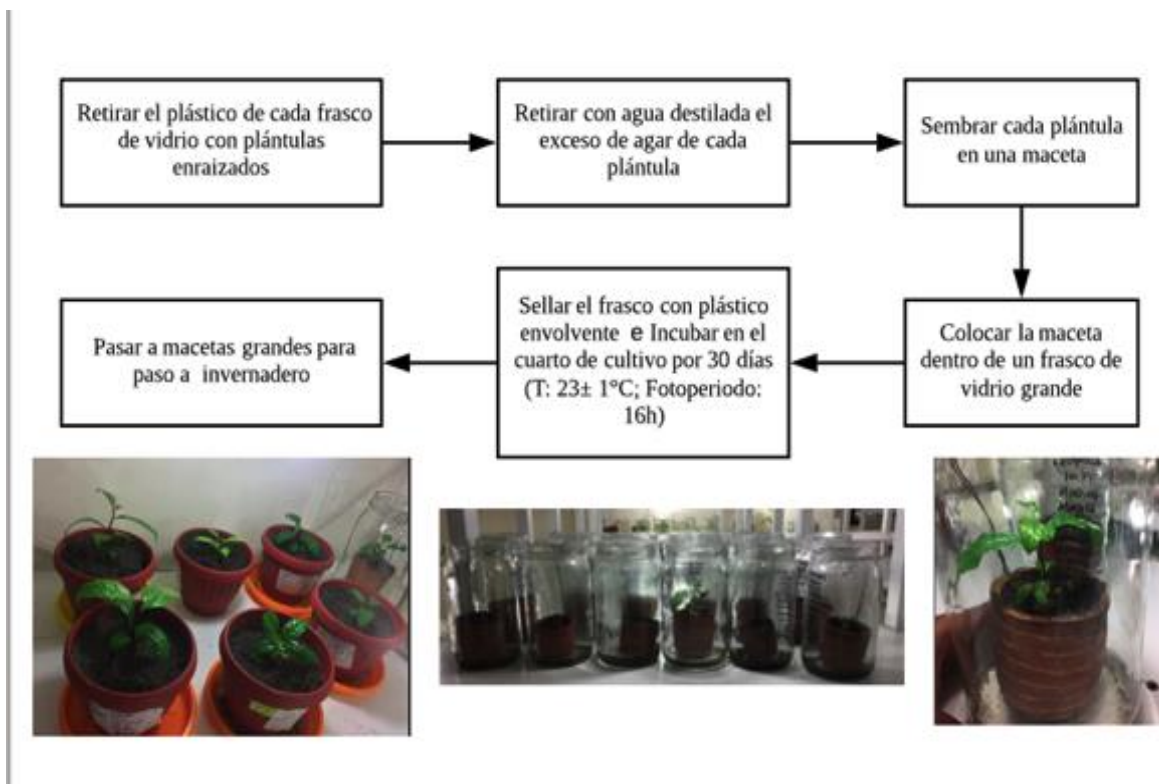 Retirar el plástico de cada frasco
de vidrio con plántulas
enraizados
Retirar con agua destilada el
exceso de agar de cada
plántula
Sembrar cada plántula
en una maceta
Colocar la maceta
dentro de un frasco de
vidrio grande
Sellar el frasco con plástico
envolvente e Incubar en el
cuarto de cultivo por 30 días
(T: 23± 1°C; Fotoperiodo:
16h)
Pasar a macetas grandes para
paso a invernadero